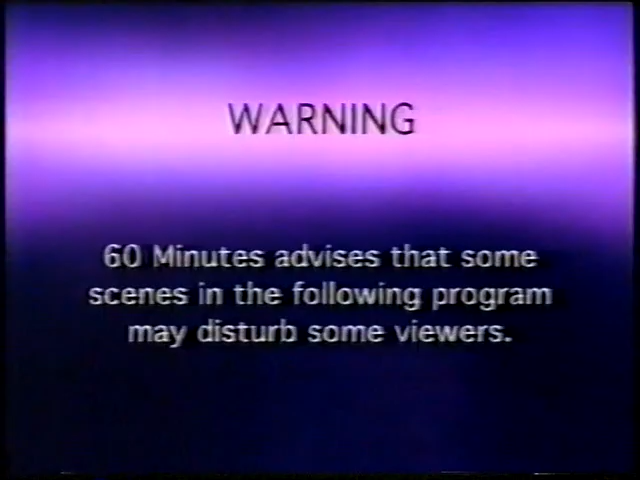 WARNING
60 Minutes advises that some
scenes in the following program
may disturb some viewers.